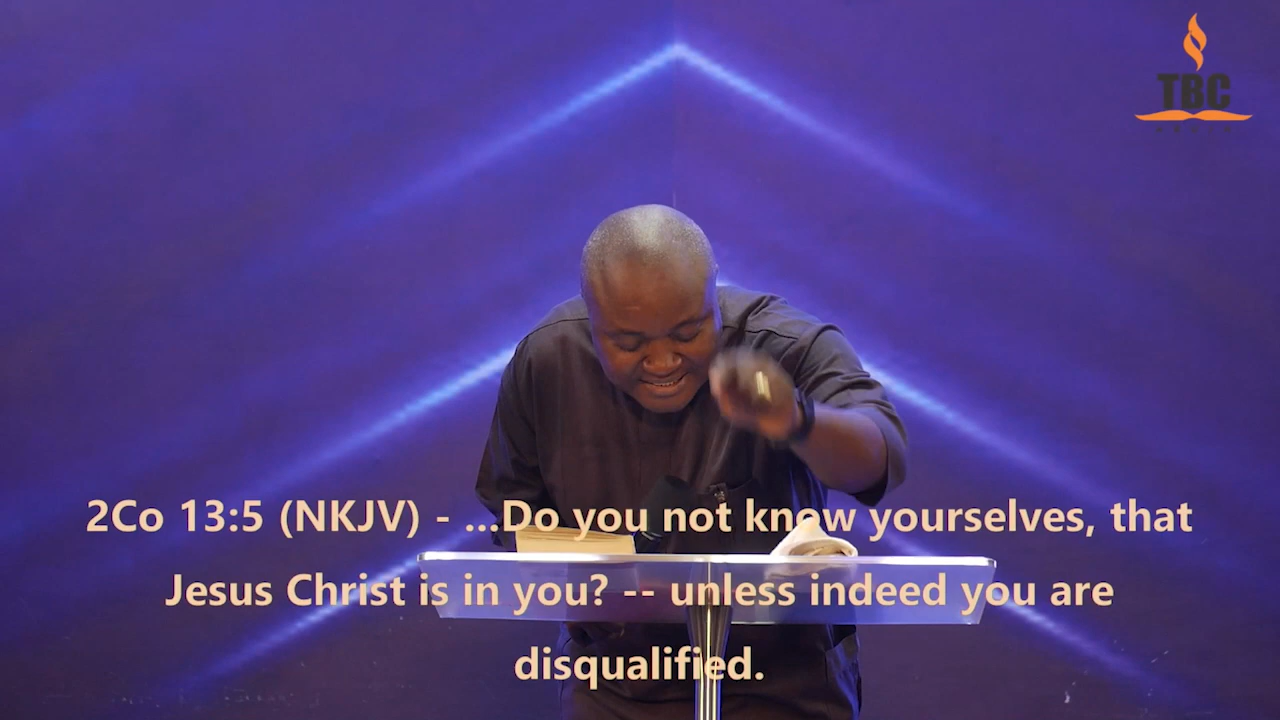 TBC
2Co 13:5 (NKJV) - ...Do you not know yourselves, that
Jesus Christ is in you? -- unless indeed you are
disqualified.